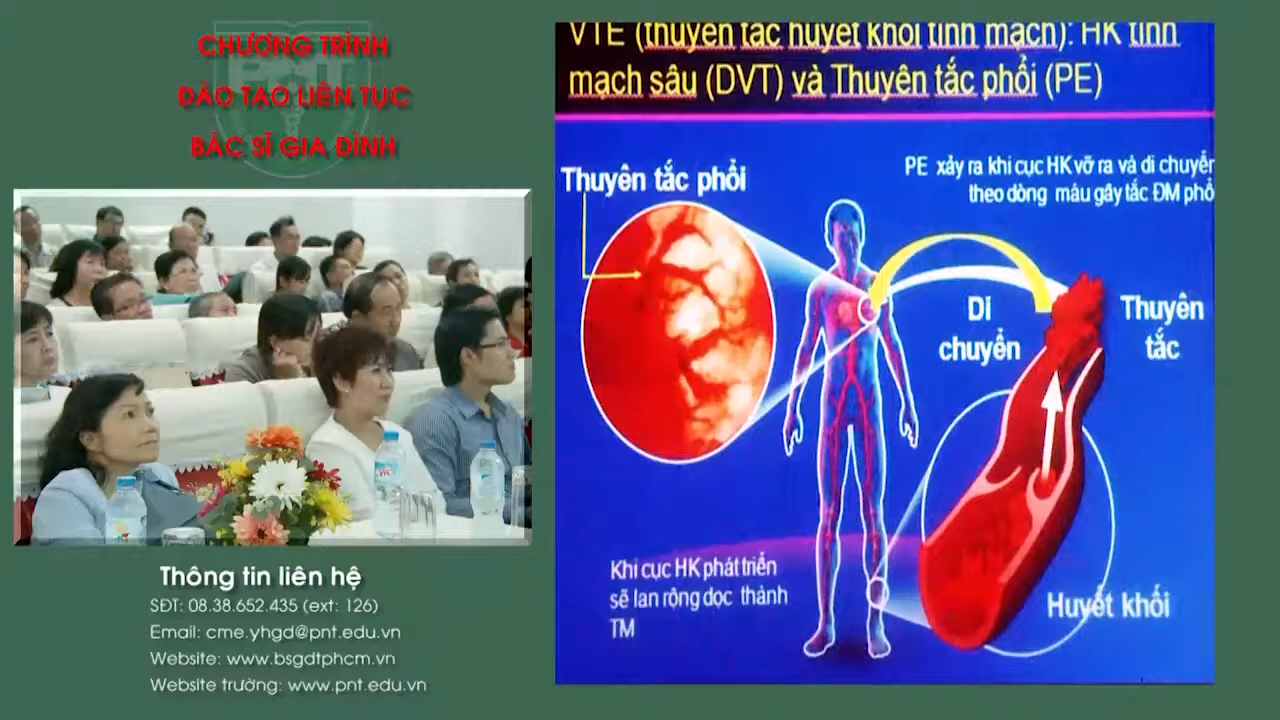 CHƯƠNG TRÌNH
ĐÀO TẠO LIÊN TỤC
BÁC SĨ GIA ĐÌNH
PNT
Thông tin liên hệ
SĐT: 08.38.652.435 (ext: 126)
Email: cme.yhgd@pnt.edu.vn
Website: www.bsgdtphcm.vn
Website trường: www.pnt.edu.vn
VTE (thuyên tắc huyết khối tĩnh mạch): HK tĩnh
mạch sâu (DVT) và Thuyên tắc phổi (PE)
Thuyên tắc phổi
PE xảy ra khi cục HK vỡ ra và di chuyển
theo dòng máu gây tắc ĐM phổ
Di
chuyển
Thuyên
tắc
Khi cục HK phát triển
sẽ lan rộng dọc thành
TM
Huyết khối